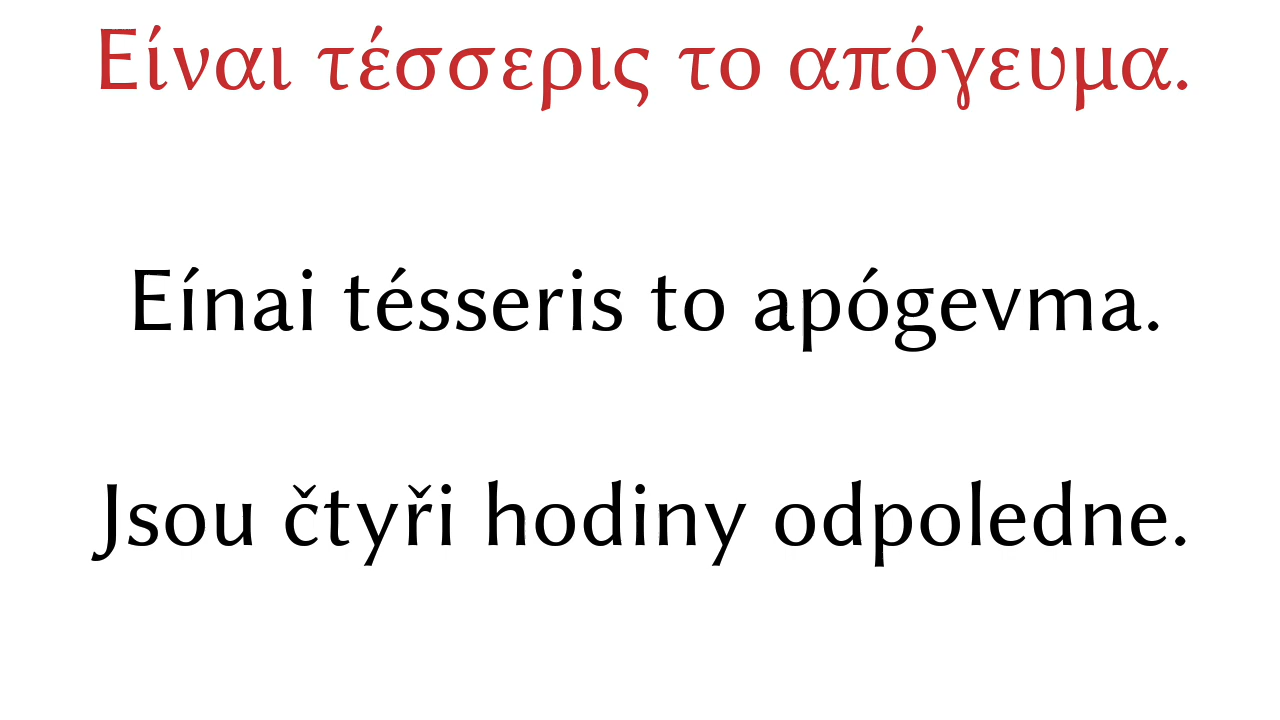 Είναι τέσσερις το απόγευμα.
Eínai tésseris to apógevma.
Jsou čtyři hodiny odpoledne.